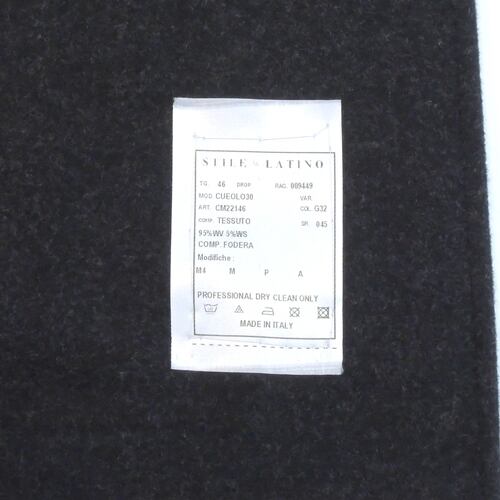 STILE LATINO
TG. 46 DROP RAG. 009449
MOD. CUEOLO30 VAR.
ART. CM22146 COL. G32
COMP. TESSUTO SR. 045
95%WV 5%WS
COMP. FODERA
Modifiche :
M4 M P A
PROFESSIONAL DRY CLEAN ONLY
MADE IN ITALY